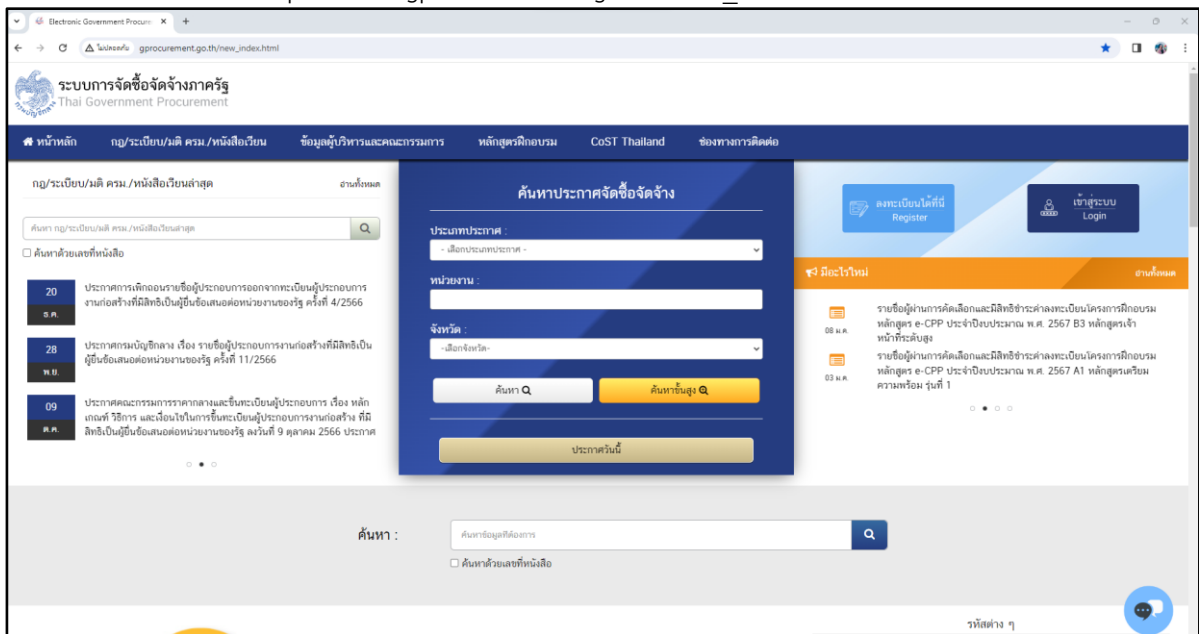 Electronic Government Procure
ไม่ปลอดภัย gprocurement.go.th/new_index.html
ระบบการจัดซื้อจัดจ้างภาครัฐ
Thai Government Procurement
กรมบัญชีกลาง
หน้าหลัก กฎ/ระเบียบ/มติ ครม./หนังสือเวียน ข้อมูลผู้บริหารและคณะกรรมการ หลักสูตรฝึกอบรม CoST Thailand ช่องทางการติดต่อ
กฎ/ระเบียบ/มติ ครม./หนังสือเวียนล่าสุด อ่านทั้งหมด
ค้นหา กฎ/ระเบียบ/มติ ครม./หนังสือเวียนล่าสุด
ค้นหาด้วยเลขที่หนังสือ
20 ธ.ค.
ประกาศการเพิกถอนรายชื่อผู้ประกอบการออกจากทะเบียนผู้ประกอบการ
งานก่อสร้างที่มีสิทธิเป็นผู้ยื่นข้อเสนอต่อหน่วยงานของรัฐ ครั้งที่ 4/2566
28 พ.ย.
ประกาศกรมบัญชีกลาง เรื่อง รายชื่อผู้ประกอบการงานก่อสร้างที่มีสิทธิเป็น
ผู้ยื่นข้อเสนอต่อหน่วยงานของรัฐ ครั้งที่ 11/2566
09 ต.ค.
ประกาศคณะกรรมการราคากลางและขึ้นทะเบียนผู้ประกอบการ เรื่อง หลัก
เกณฑ์ วิธีการ และเงื่อนไขในการขึ้นทะเบียนผู้ประกอบการงานก่อสร้าง ที่มี
สิทธิเป็นผู้ยื่นข้อเสนอต่อหน่วยงานของรัฐ ลงวันที่ 9 ตุลาคม 2566 ประกาศ
ค้นหาประกาศจัดซื้อจัดจ้าง
ประเภทประกาศ :
- เลือกประเภทประกาศ -
หน่วยงาน :
จังหวัด :
-เลือกจังหวัด-
ค้นหา ค้นหาขั้นสูง
ประกาศวันนี้
ลงทะเบียนได้ที่นี่
Register
เข้าสู่ระบบ
Login
มีอะไรใหม่ อ่านทั้งหมด
08 ม.ค.
รายชื่อผู้ผ่านการคัดเลือกและมีสิทธิชำระค่าลงทะเบียนโครงการฝึกอบรม
หลักสูตร e-CPP ประจำปีงบประมาณ พ.ศ. 2567 B3 หลักสูตรเจ้า
หน้าที่ระดับสูง
03 ม.ค.
รายชื่อผู้ผ่านการคัดเลือกและมีสิทธิชำระค่าลงทะเบียนโครงการฝึกอบรม
หลักสูตร e-CPP ประจำปีงบประมาณ พ.ศ. 2567 A1 หลักสูตรเตรียม
ความพร้อม รุ่นที่ 1
ค้นหา :
ค้นหาข้อมูลที่ต้องการ
ค้นหาด้วยเลขที่หนังสือ
รหัสต่าง ๆ